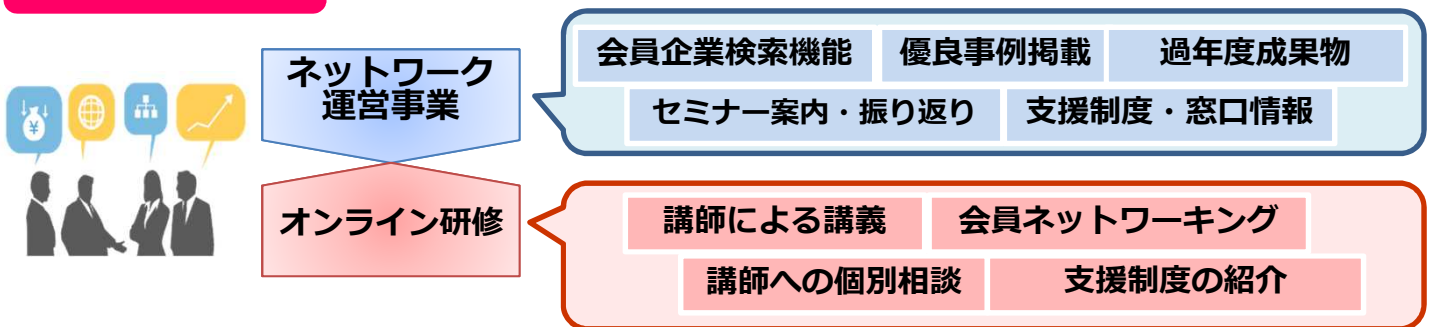 ネットワーク
運営事業
会員企業検索機能
優良事例掲載
過年度成果物
セミナー案内・振り返り
支援制度・窓口情報
オンライン研修
講師による講義
会員ネットワーキング
講師への個別相談
支援制度の紹介
¥